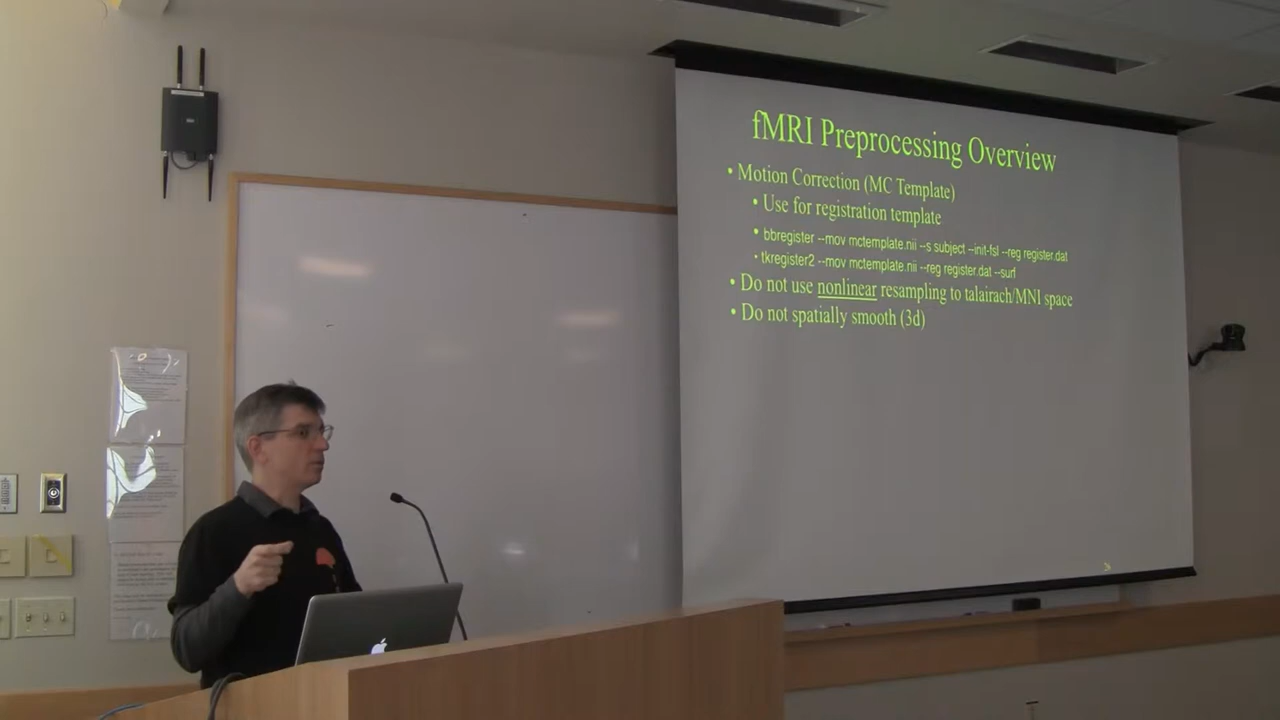 fMRI Preprocessing Overview
• Motion Correction (MC Template)
• Use for registration template
• bbregister --mov mctemplate.nii --s subject --init-fsl --reg register.dat
• tkregister2 --mov mctemplate.nii --reg register.dat --surf
• Do not use nonlinear resampling to talairach/MNI space
• Do not spatially smooth (3d)